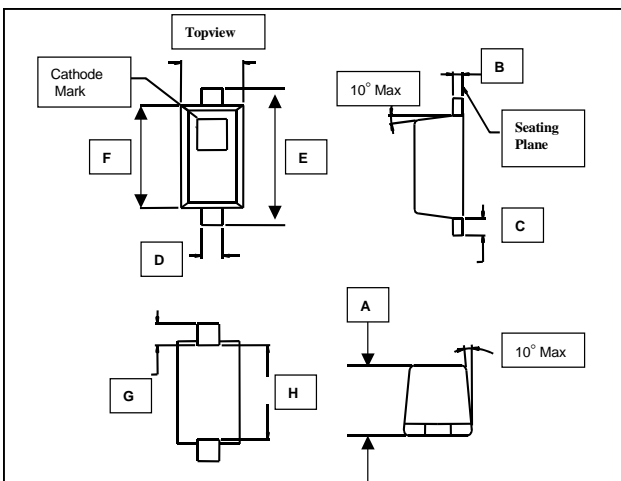 Topview
Cathode
Mark
F
E
D
10° Max
B
Seating
Plane
C
G
H
A
10° Max